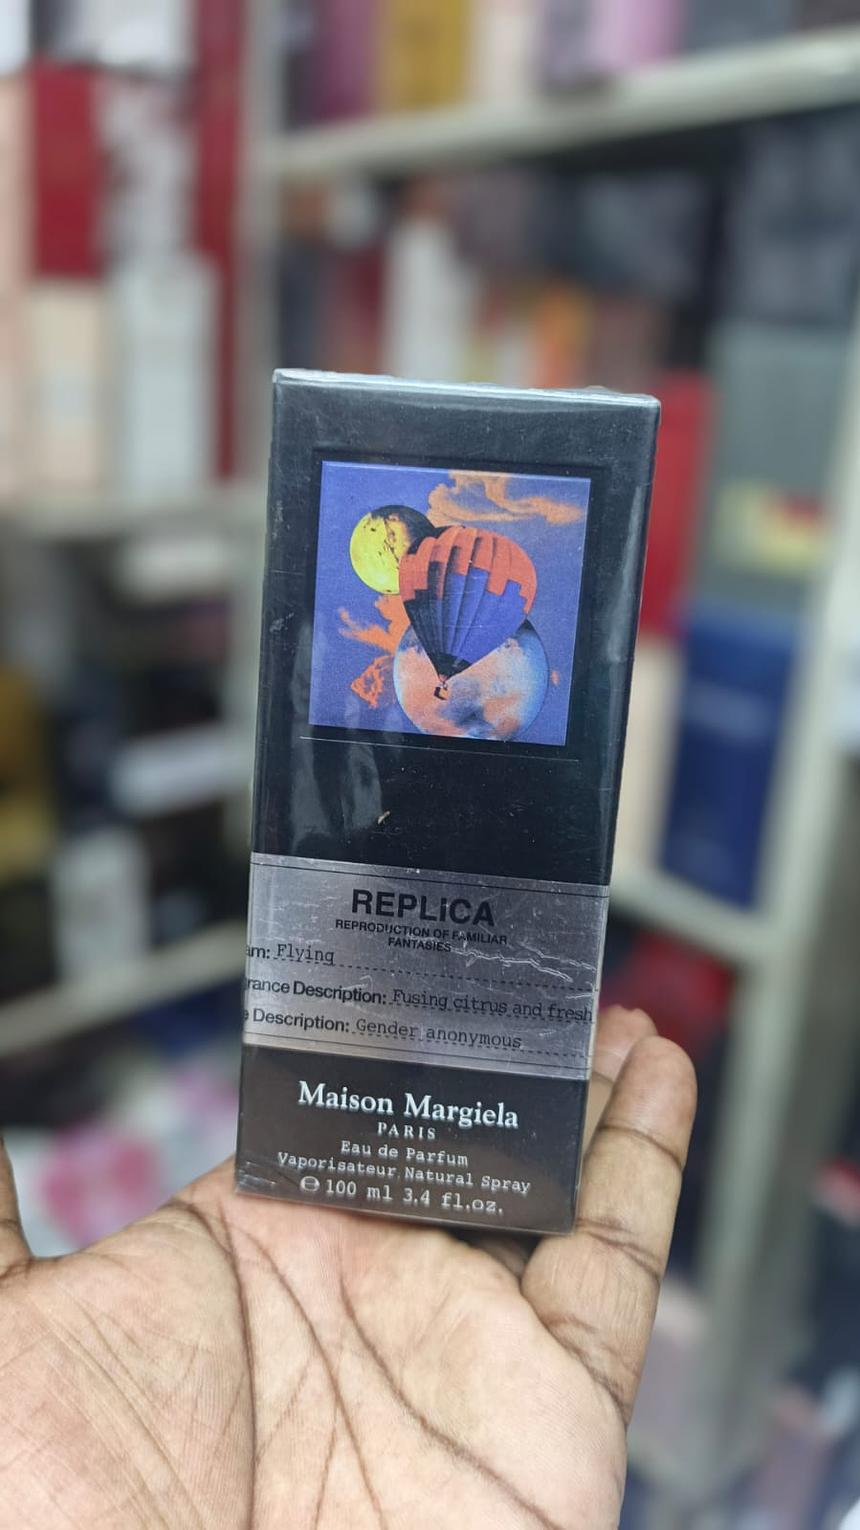 REPLICA
REPRODUCTION OF FAMILIAR
FANTASIES
am: Flying
rance Description: Fusing citrus and fresh
e Description: Gender anonymous
Maison Margiela
PARIS
Eau de Parfum
Vaporisateur Natural Spray
℮ 100 ml 3.4 fl.oz.